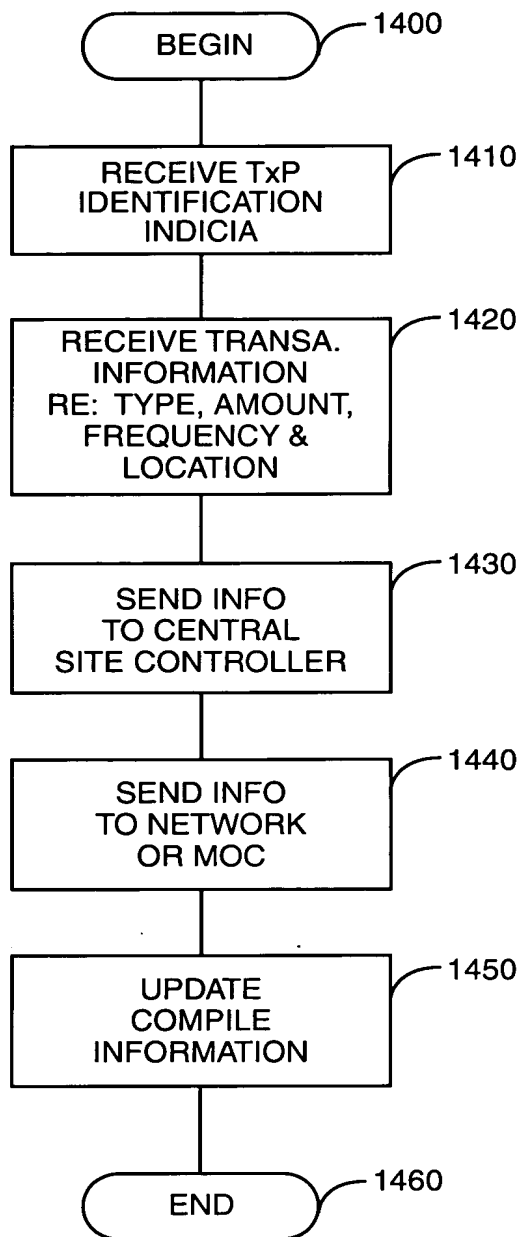 BEGIN
1400
RECEIVE TxP
IDENTIFICATION
INDICIA
1410
RECEIVE TRANSA.
INFORMATION
RE: TYPE, AMOUNT,
FREQUENCY &
LOCATION
1420
SEND INFO
TO CENTRAL
SITE CONTROLLER
1430
SEND INFO
TO NETWORK
OR MOC
1440
UPDATE
COMPILE
INFORMATION
1450
END
1460